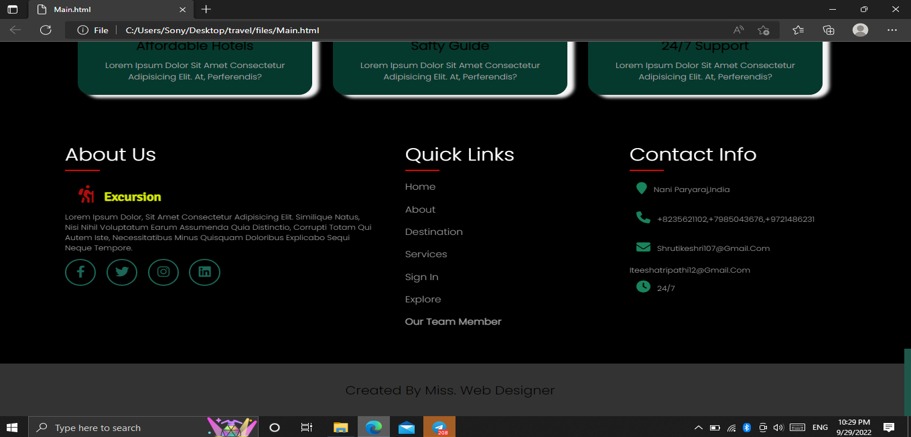 Main.html
File
C:/Users/Sony/Desktop/travel/files/Main.html
Affordable Hotels
Lorem Ipsum Dolor Sit Amet Consectetur
Adipisicing Elit. At, Perferendis?
Safty Guide
Lorem Ipsum Dolor Sit Amet Consectetur
Adipisicing Elit. At, Perferendis?
24/7 Support
Lorem Ipsum Dolor Sit Amet Consectetur
Adipisicing Elit. At, Perferendis?
About Us
Excursion
Lorem Ipsum Dolor, Sit Amet Consectetur Adipisicing Elit. Similique Natus,
Nisi Nihil Voluptatum Earum Assumenda Quia Distinctio, Corrupti Totam Qui
Autem Iste, Necessitatibus Minus Quisquam Doloribus Explicabo Sequi
Neque Tempore.
Quick Links
Home
About
Destination
Services
Sign In
Explore
Our Team Member
Contact Info
Nani Paryaraj,India
+8235621102,+7985043676,+9721486231
Shrutikeshri107@Gmail.Com
Iteeshatripathi12@Gmail.Com
24/7
Created By Miss. Web Designer
Type here to search
208
ENG
10:29 PM
9/29/2022